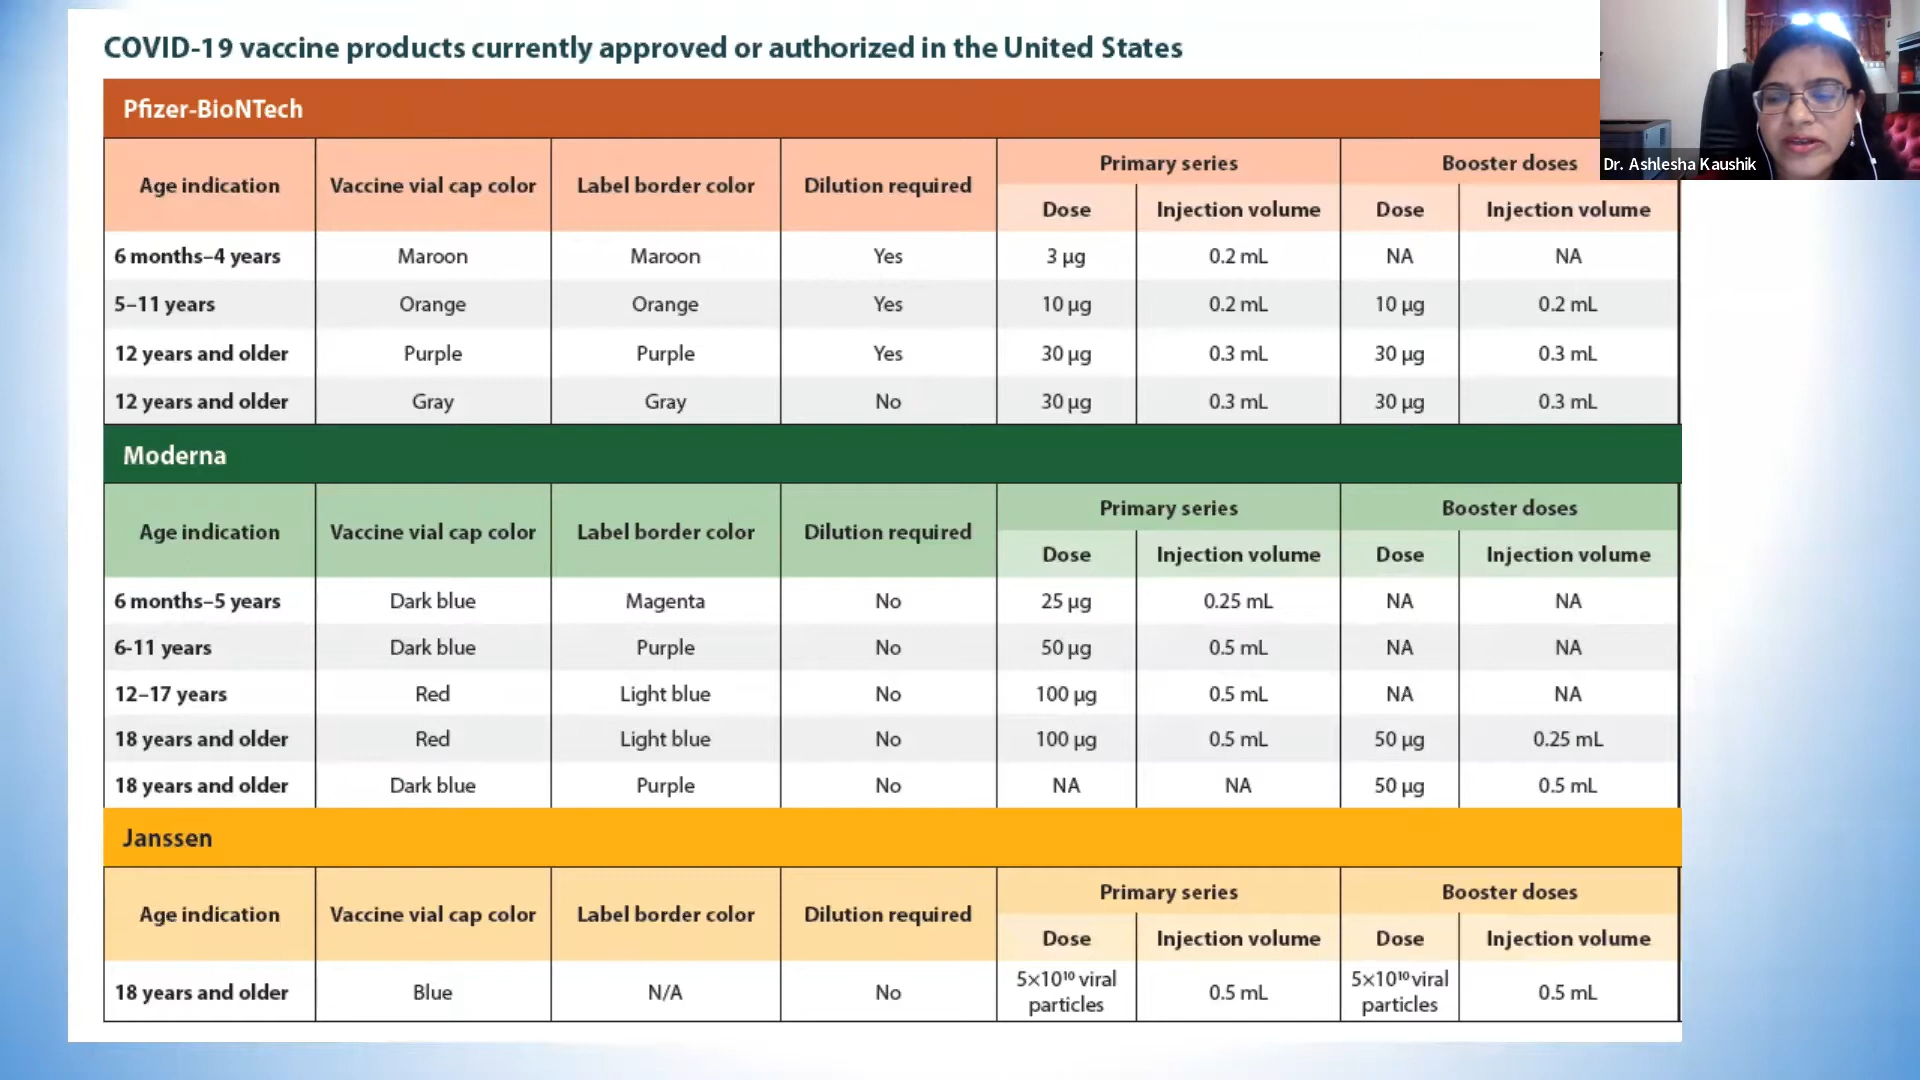 COVID-19 vaccine products currently approved or authorized in the United States
Dr. Ashlesha Kaushik
Pfizer-BioNTech
Age indication Vaccine vial cap color Label border color Dilution required Primary series Booster doses
Dose Injection volume Dose Injection volume
6 months–4 years Maroon Maroon Yes 3 µg 0.2 mL NA NA
5–11 years Orange Orange Yes 10 µg 0.2 mL 10 µg 0.2 mL
12 years and older Purple Purple Yes 30 µg 0.3 mL 30 µg 0.3 mL
12 years and older Gray Gray No 30 µg 0.3 mL 30 µg 0.3 mL
Moderna
Age indication Vaccine vial cap color Label border color Dilution required Primary series Booster doses
Dose Injection volume Dose Injection volume
6 months–5 years Dark blue Magenta No 25 µg 0.25 mL NA NA
6-11 years Dark blue Purple No 50 µg 0.5 mL NA NA
12–17 years Red Light blue No 100 µg 0.5 mL NA NA
18 years and older Red Light blue No 100 µg 0.5 mL 50 µg 0.25 mL
18 years and older Dark blue Purple No NA NA 50 µg 0.5 mL
Janssen
Age indication Vaccine vial cap color Label border color Dilution required Primary series Booster doses
Dose Injection volume Dose Injection volume
18 years and older Blue N/A No 5×10¹⁰ viral particles 0.5 mL 5×10¹⁰ viral particles 0.5 mL